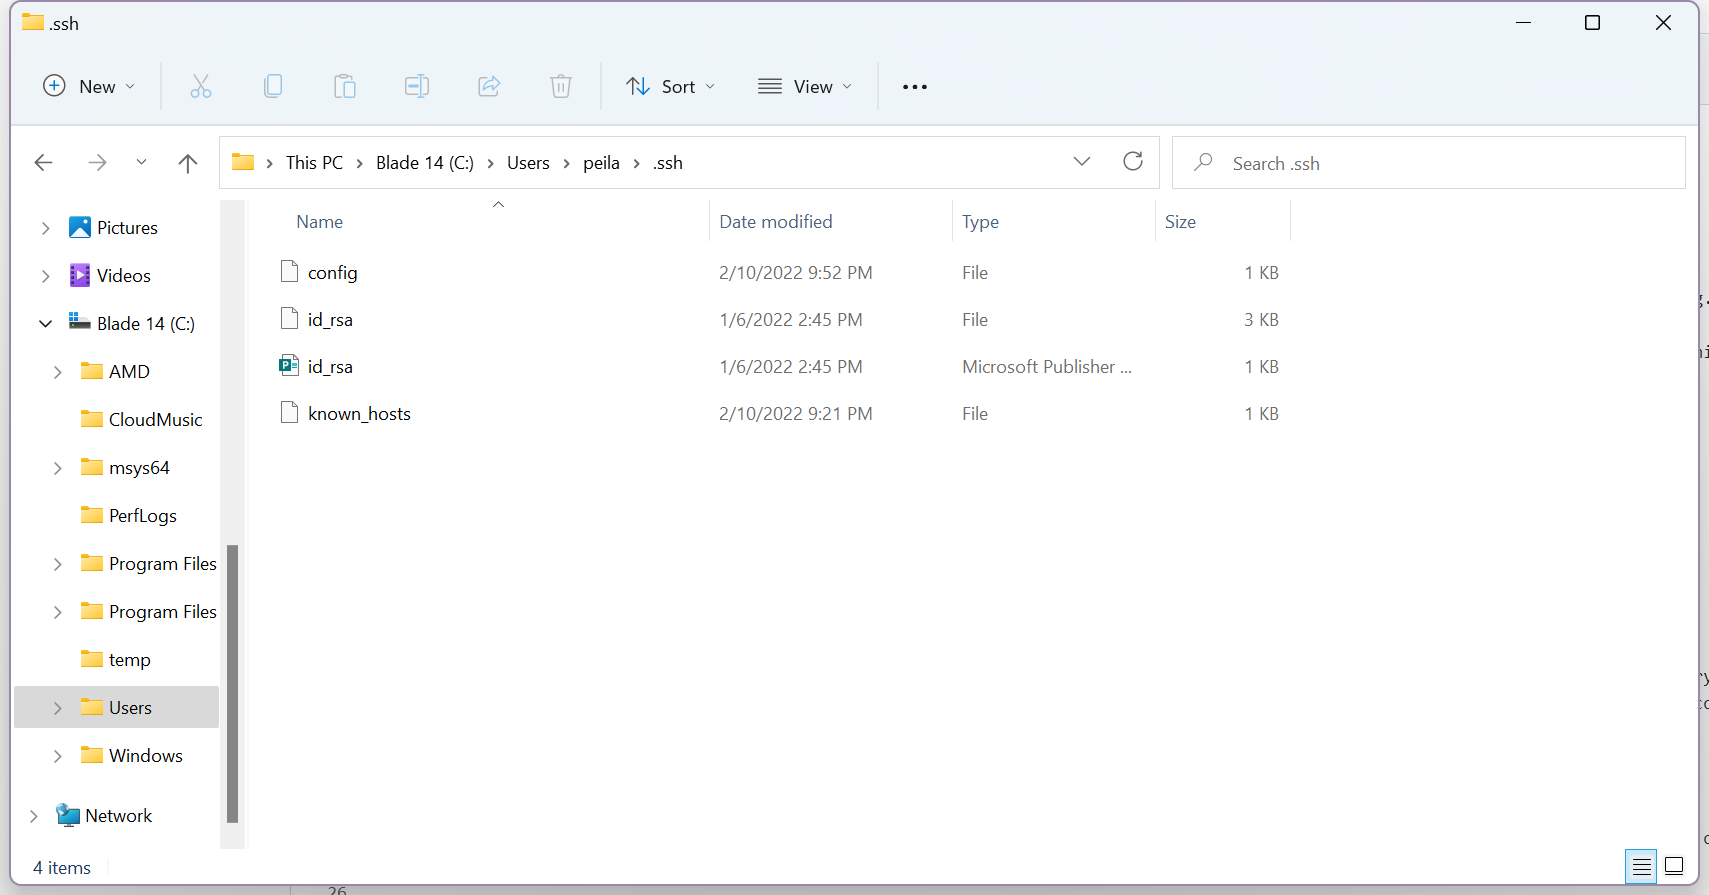 .ssh
New
Sort
View
This PC > Blade 14 (C:) > Users > peila > .ssh
Search .ssh
Pictures
Videos
Blade 14 (C:)
AMD
CloudMusic
msys64
PerfLogs
Program Files
Program Files
temp
Users
Windows
Network
Name Date modified Type Size
config 2/10/2022 9:52 PM File 1 KB
id_rsa 1/6/2022 2:45 PM File 3 KB
id_rsa 1/6/2022 2:45 PM Microsoft Publisher ... 1 KB
known_hosts 2/10/2022 9:21 PM File 1 KB
4 items
26